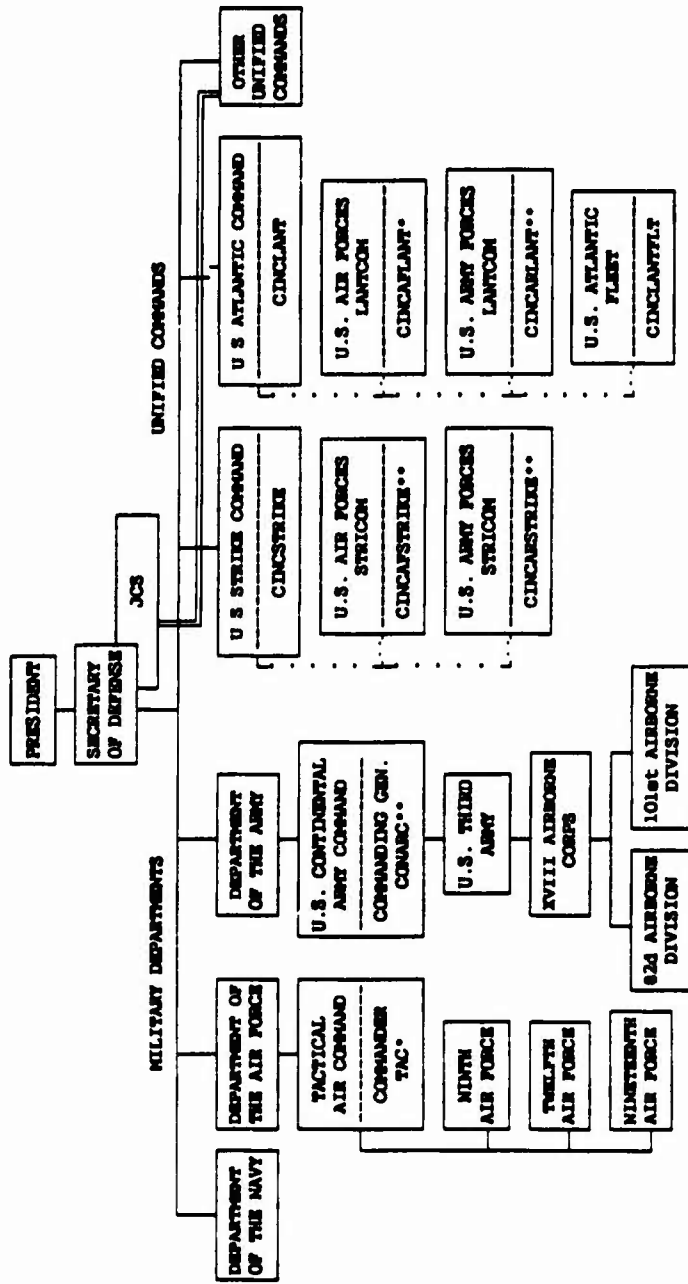 PRESIDENT
SECRETARY
OF DEFENSE
JCS
MILITARY DEPARTMENTS
UNIFIED COMMANDS
DEPARTMENT
OF THE NAVY
DEPARTMENT OF
THE AIR FORCE
TACTICAL
AIR COMMAND
COMMANDER
TAC*
NINTH
AIR FORCE
TWELFTH
AIR FORCE
NINETEENTH
AIR FORCE
DEPARTMENT
OF THE ARMY
U.S. CONTINENTAL
ARMY COMMAND
COMMANDING GEN.
CONARC**
U.S. THIRD
ARMY
XVIII AIRBORNE
CORPS
82d AIRBORNE
DIVISION
101st AIRBORNE
DIVISION
U S STRIKE COMMAND
CINCSTRIKE
U.S. AIR FORCES
STRICOM
CINCAFSTRIKE**
U.S. ARMY FORCES
STRICOM
CINCARSTRIKE**
U S ATLANTIC COMMAND
CINCLANT
U.S. AIR FORCES
LANTCOM
CINCAFLANT*
U.S. ARMY FORCES
LANTCOM
CINCARLANT**
U.S. ATLANTIC
FLEET
CINCLANTFLT
OTHER
UNIFIED
COMMANDS